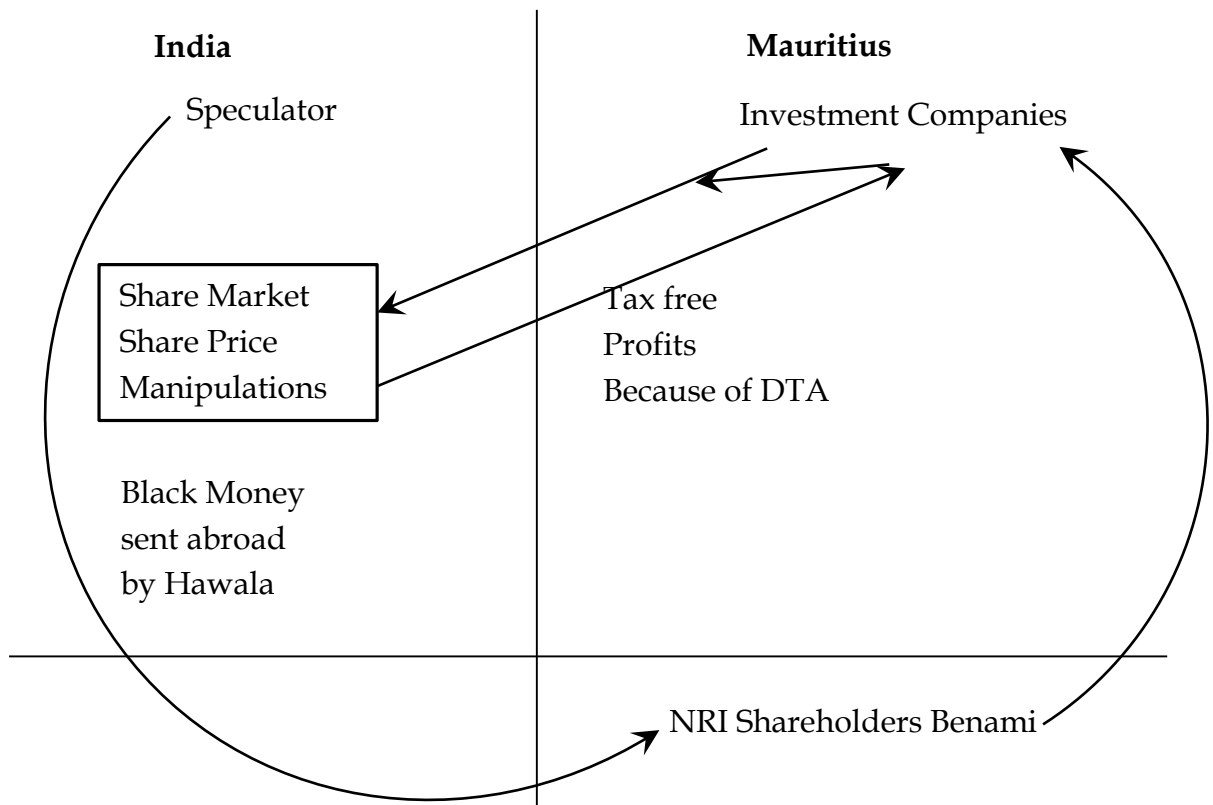 India
Mauritius
Speculator
Investment Companies
Share Market
Share Price
Manipulations
Tax free
Profits
Because of DTA
Black Money
sent abroad
by Hawala
NRI Shareholders Benami